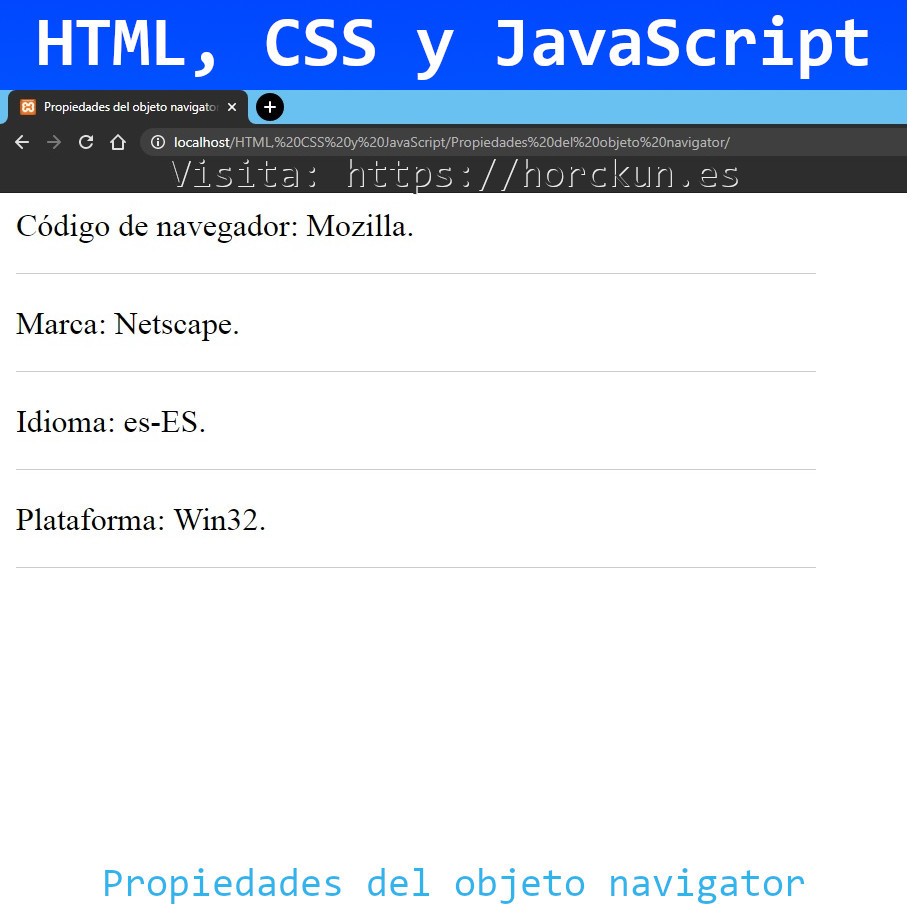 HTML, CSS y JavaScript
Propiedades del objeto navigato
localhost/HTML,%20CSS%20y%20JavaScript/Propiedades%20del%20objeto%20navigator/
Visita: https://horckun.es
Código de navegador: Mozilla.
Marca: Netscape.
Idioma: es-ES.
Plataforma: Win32.
Propiedades del objeto navigator